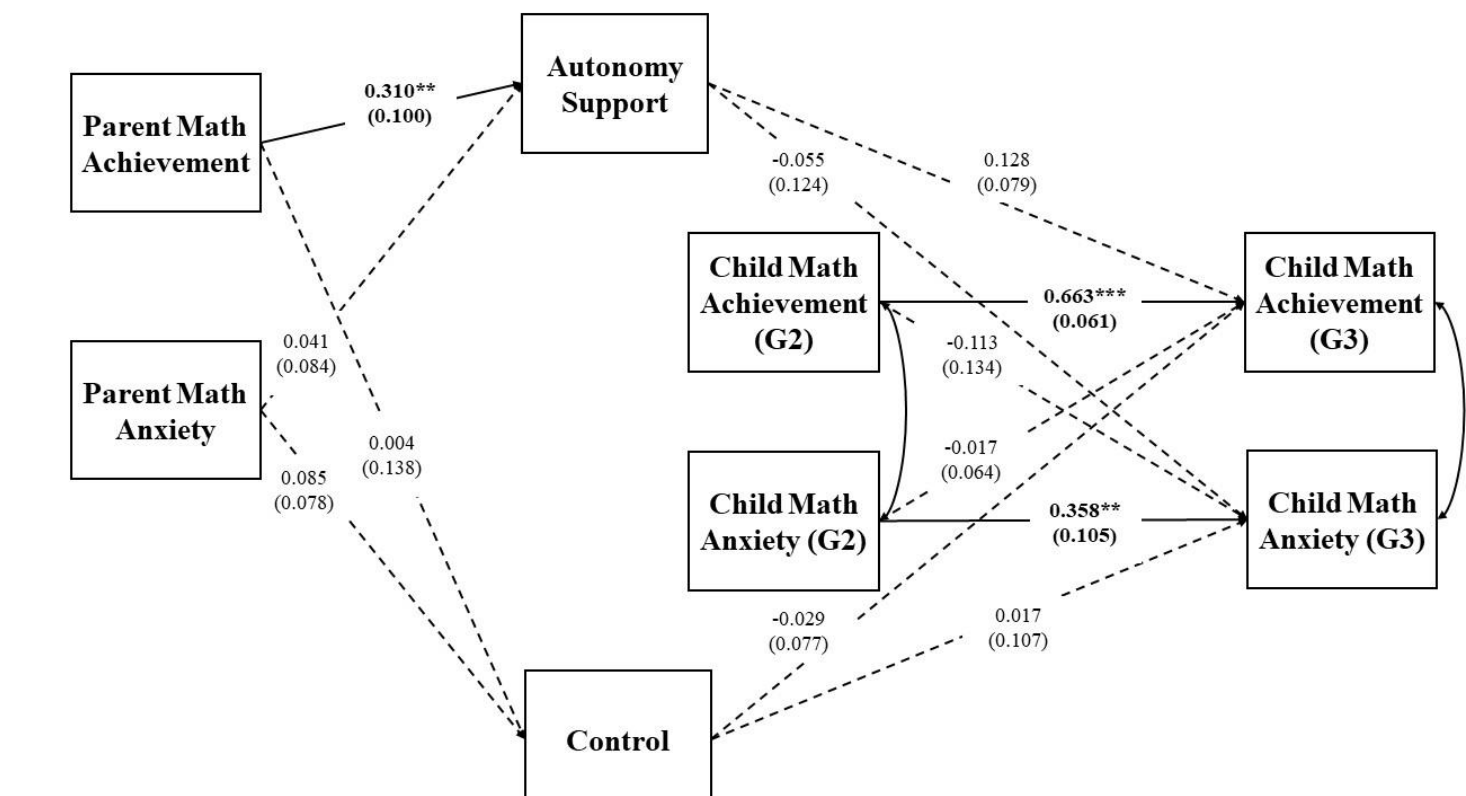 Parent Math
Achievement
0.310**
(0.100)
Autonomy
Support
-0.055
(0.124)
0.128
(0.079)
Child Math
Achievement
(G2)
0.663***
(0.061)
Child Math
Achievement
(G3)
0.041
(0.084)
-0.113
(0.134)
Parent Math
Anxiety
0.004
(0.138)
0.085
(0.078)
-0.017
(0.064)
Child Math
Anxiety (G2)
0.358**
(0.105)
Child Math
Anxiety (G3)
-0.029
(0.077)
0.017
(0.107)
Control